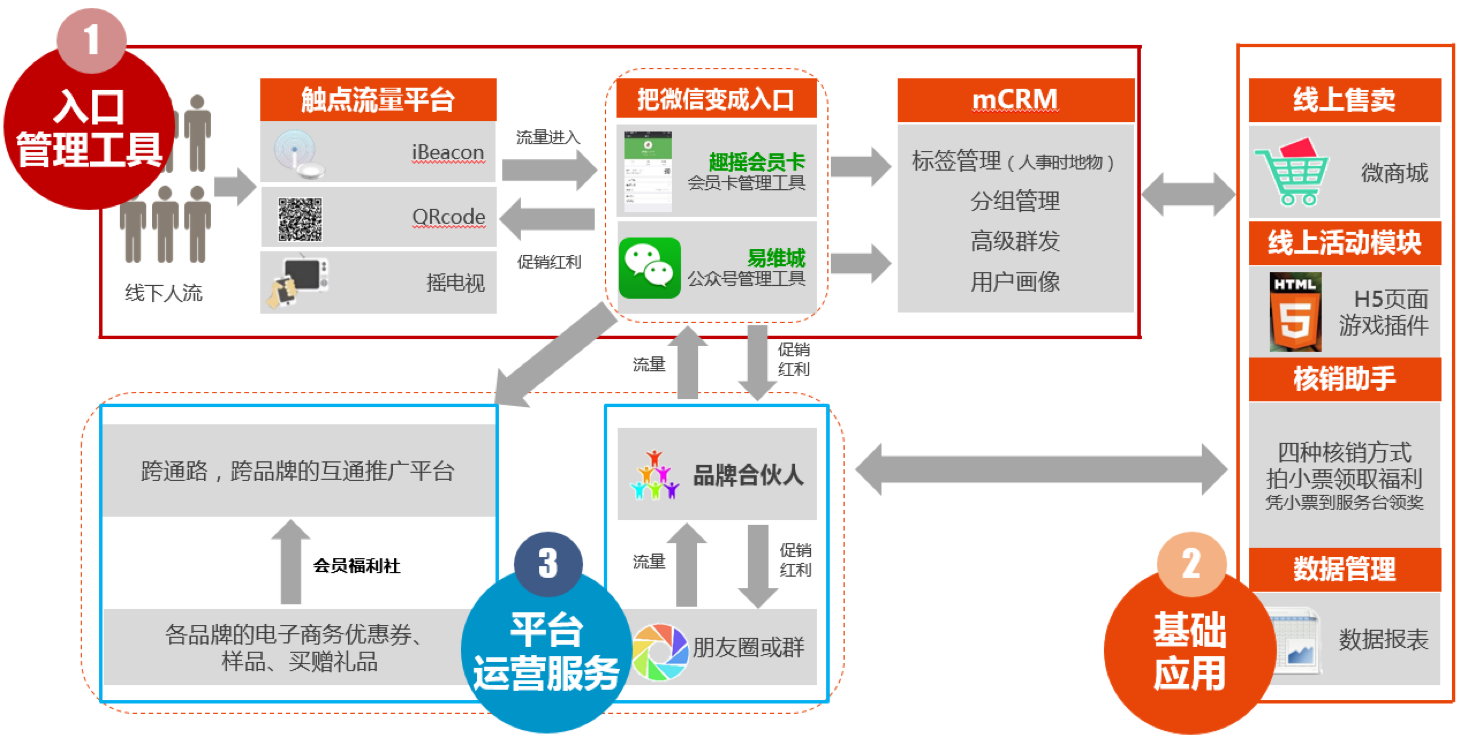 1
入口
管理工具
线下人流
触点流量平台
iBeacon
QRcode
摇电视
流量进入
促销红利
把微信变成入口
趣摇会员卡
会员卡管理工具
易维城
公众号管理工具
mCRM
标签管理（人事时地物）
分组管理
高级群发
用户画像
线上售卖
微商城
线上活动模块
HTML
5
H5页面
游戏插件
核销助手
四种核销方式
拍小票领取福利
凭小票到服务台领奖
数据管理
数据报表
2
基础
应用
流量
促销
红利
跨通路，跨品牌的互通推广平台
会员福利社
各品牌的电子商务优惠券、
样品、买赠礼品
3
平台
运营服务
品牌合伙人
流量
促销
红利
朋友圈或群